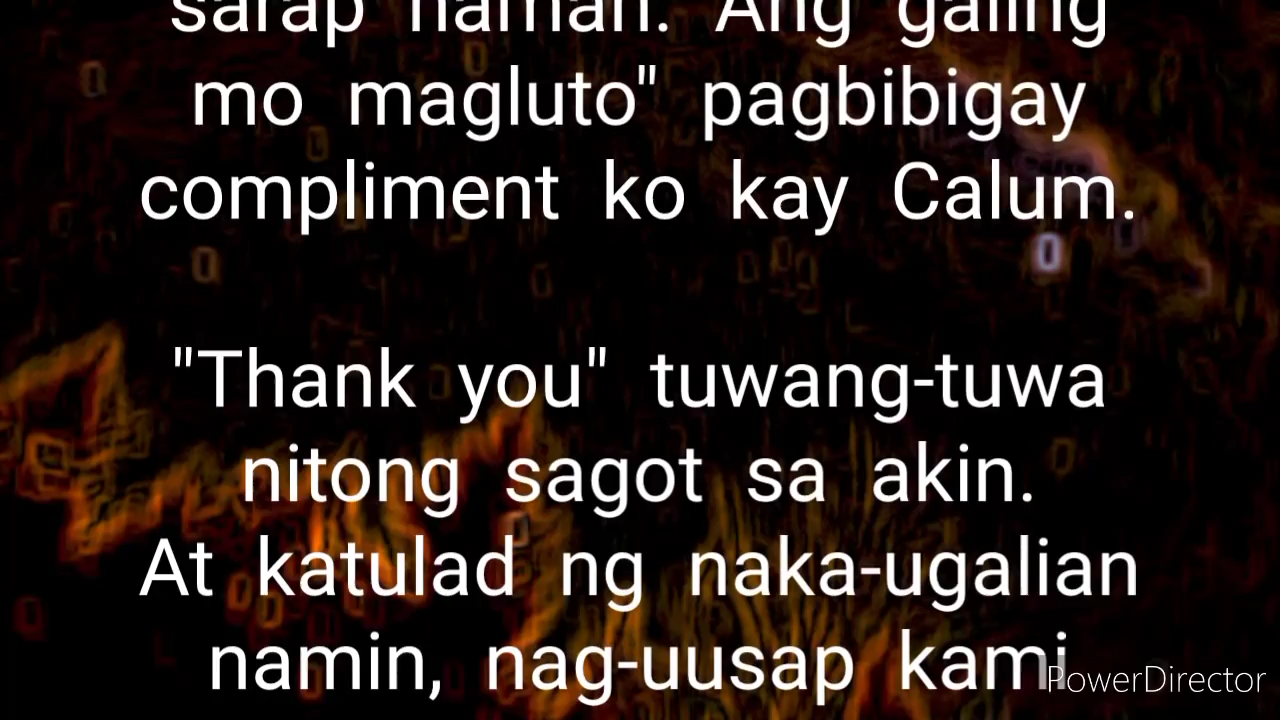 sarap naman. Ang galing
mo magluto" pagbibigay
compliment ko kay Calum.
"Thank you" tuwang-tuwa
nitong sagot sa akin.
At katulad ng naka-ugalian
namin, nag-uusap kami
PowerDirector